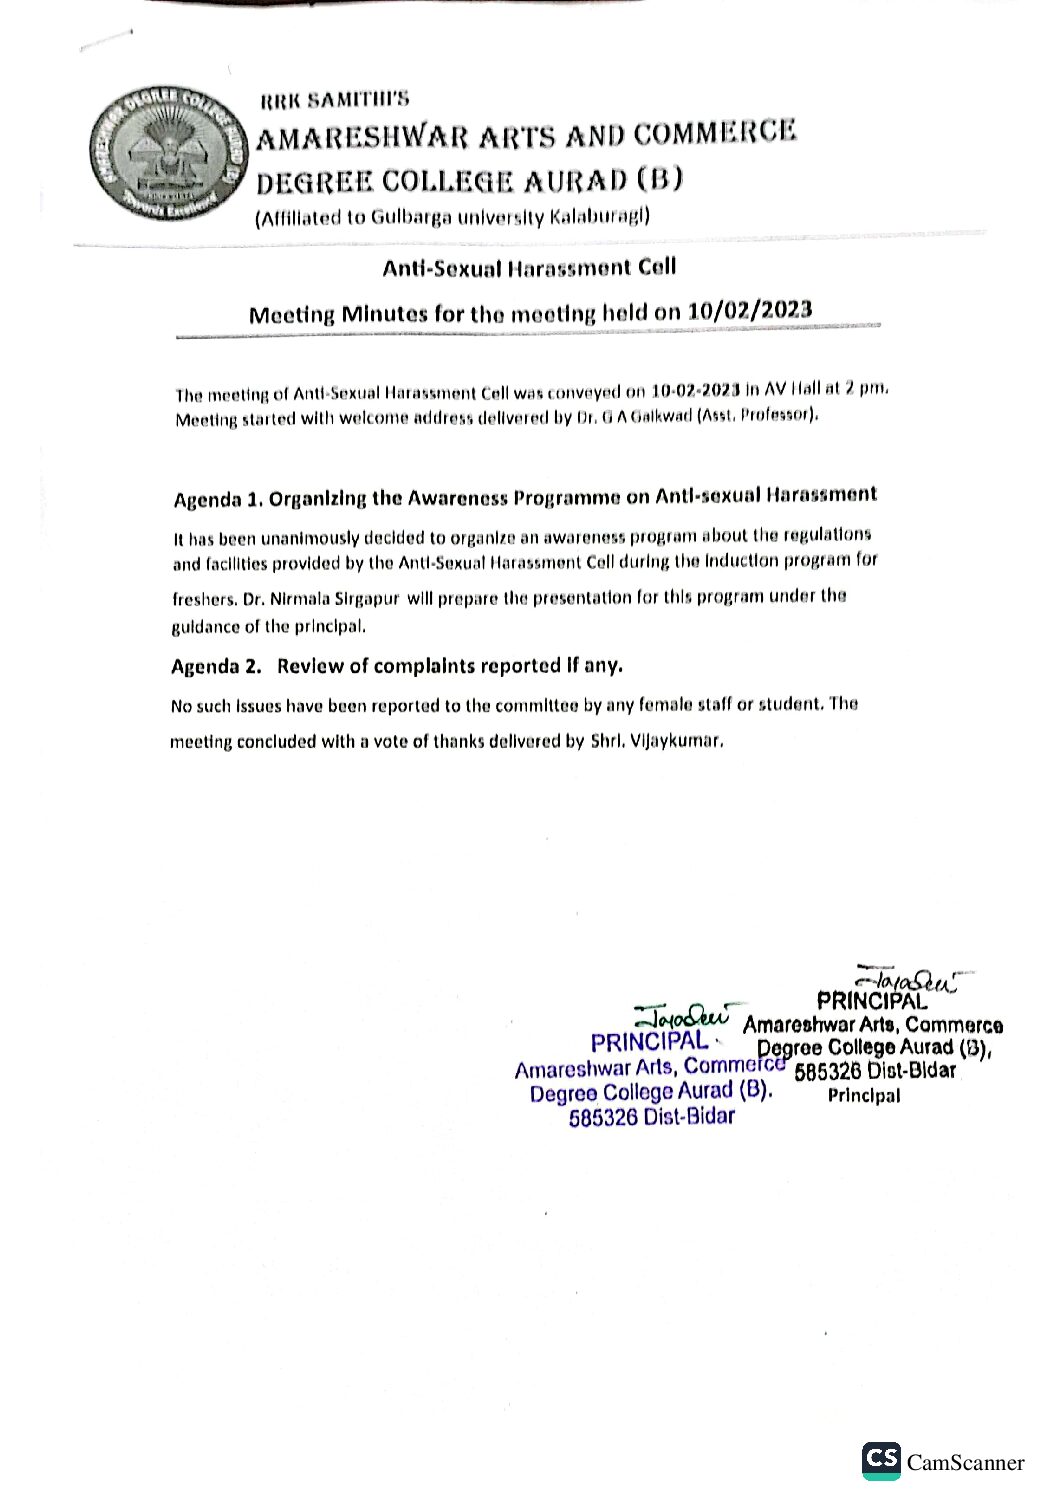 AMARESHWAR DEGREE COLLEGE AURAD (B)
Towards Excellence
RRK SAMITHI'S
AMARESHWAR ARTS AND COMMERCE
DEGREE COLLEGE AURAD (B)
(Affiliated to Gulbarga university Kalaburagi)
Anti-Sexual Harassment Cell
Meeting Minutes for the meeting held on 10/02/2023
The meeting of Anti-Sexual Harassment Cell was conveyed on 10-02-2023 in AV Hall at 2 pm.
Meeting started with welcome address delivered by Dr. G A Gaikwad (Asst. Professor).
Agenda 1. Organizing the Awareness Programme on Anti-sexual Harassment
It has been unanimously decided to organize an awareness program about the regulations
and facilities provided by the Anti-Sexual Harassment Cell during the induction program for
freshers. Dr. Nirmala Sirgapur will prepare the presentation for this program under the
guidance of the principal.
Agenda 2. Review of complaints reported if any.
No such issues have been reported to the committee by any female staff or student. The
meeting concluded with a vote of thanks delivered by Shri. Vijaykumar.
PRINCIPAL
Amareshwar Arts, Commerce
Degree College Aurad (B).
585326 Dist-Bidar
PRINCIPAL
Amareshwar Arts, Commerce
Degree College Aurad (B),
585326 Dist-Bidar
Principal
CS CamScanner